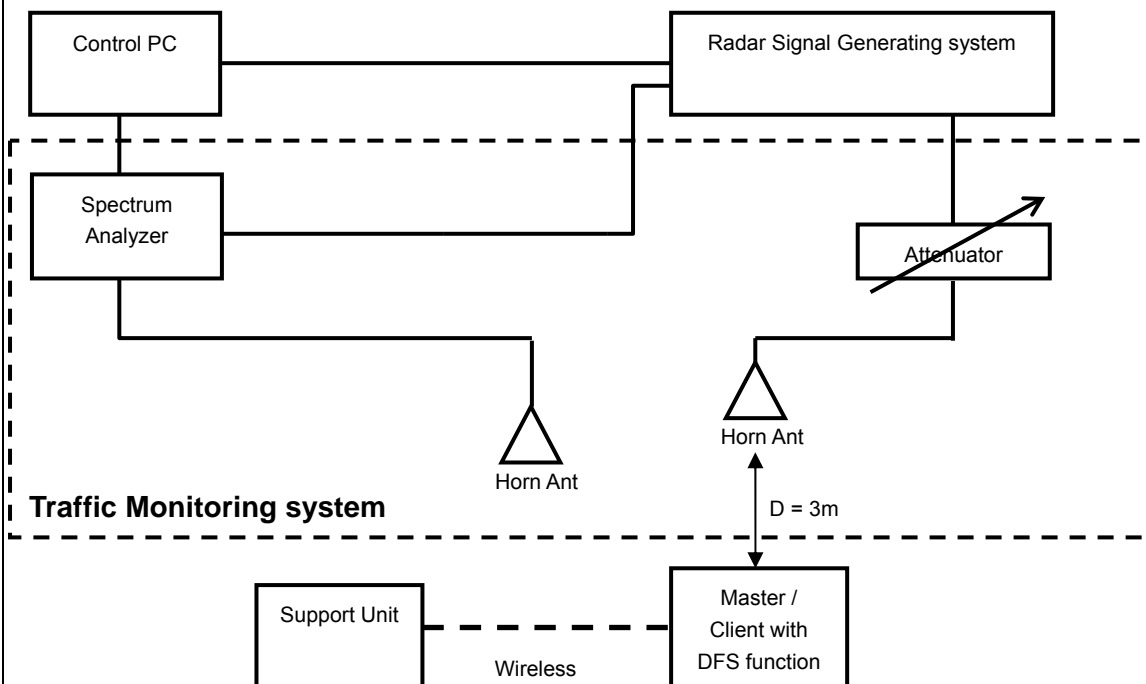 Control PC
Radar Signal Generating system
Spectrum
Analyzer
Attenuator
Horn Ant
Horn Ant
Traffic Monitoring system
D = 3m
Support Unit
Wireless
Master /
Client with
DFS function